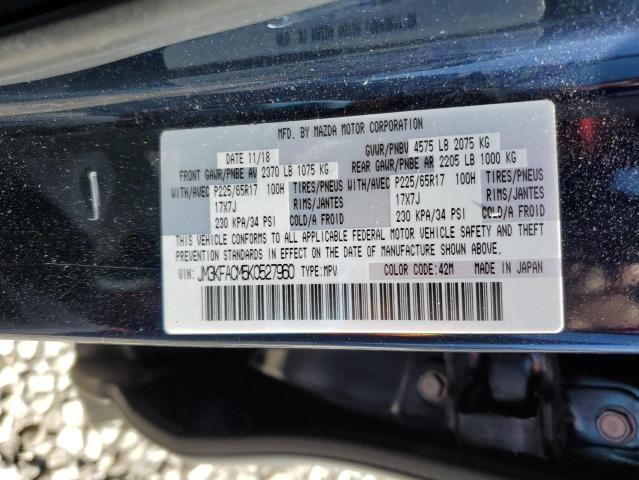 MFD. BY MAZDA MOTOR CORPORATION
DATE 11/18 GVWR/PNBV 4575 LB 2075 KG
FRONT GAWR/PNBE AV 2370 LB 1075 KG REAR GAWR/PNBE AR 2205 LB 1000 KG
WITH/AVEC P225/65R17 100H TIRES/PNEUS WITH/AVEC P225/65R17 100H TIRES/PNEUS
17X7J RIMS/JANTES 17X7J RIMS/JANTES
230 KPA/34 PSI COLD/A FROID 230 KPA/34 PSI COLD/A FROID
THIS VEHICLE CONFORMS TO ALL APPLICABLE FEDERAL MOTOR VEHICLE SAFETY AND THEFT
PREVENTION STANDARDS IN EFFECT ON THE DATE OF MANUFACTURE SHOWN ABOVE.
VIN: JM3KFACM5K0527960 TYPE: MPV COLOR CODE: 42M MADE IN JAPAN